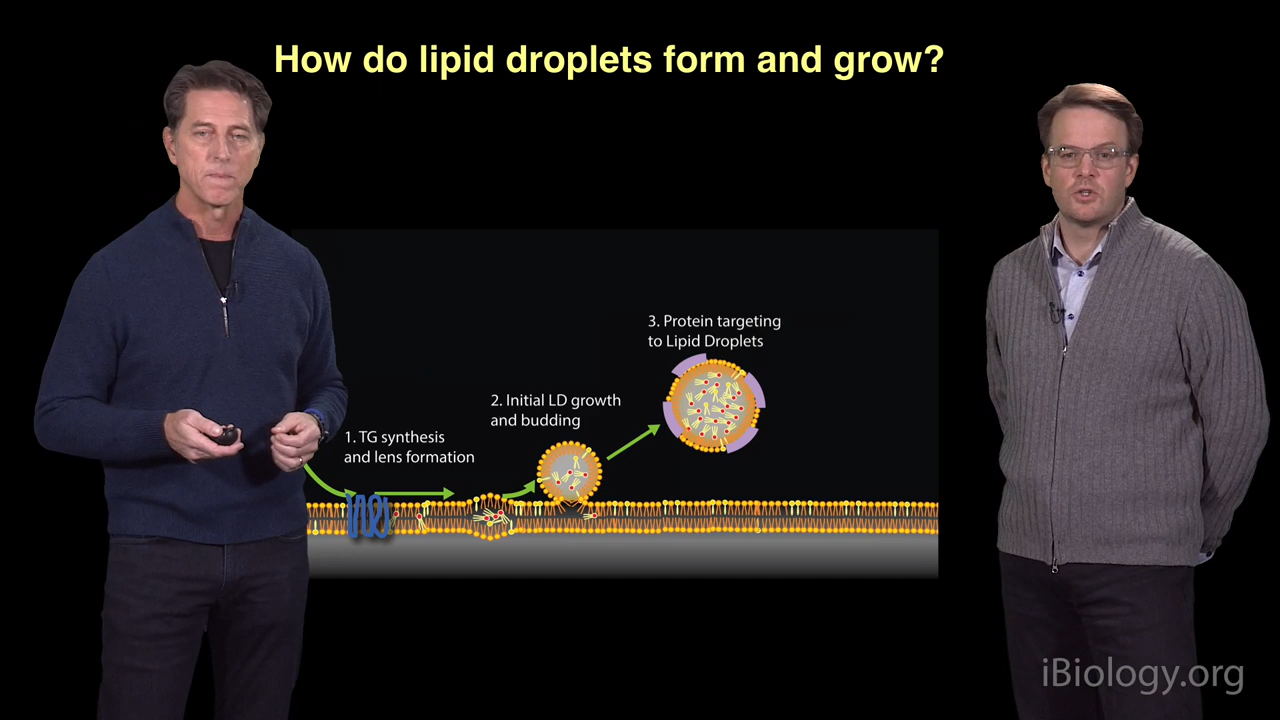 How do lipid droplets form and grow?
3. Protein targeting
to Lipid Droplets
2. Initial LD growth
and budding
1. TG synthesis
and lens formation
iBiology.org